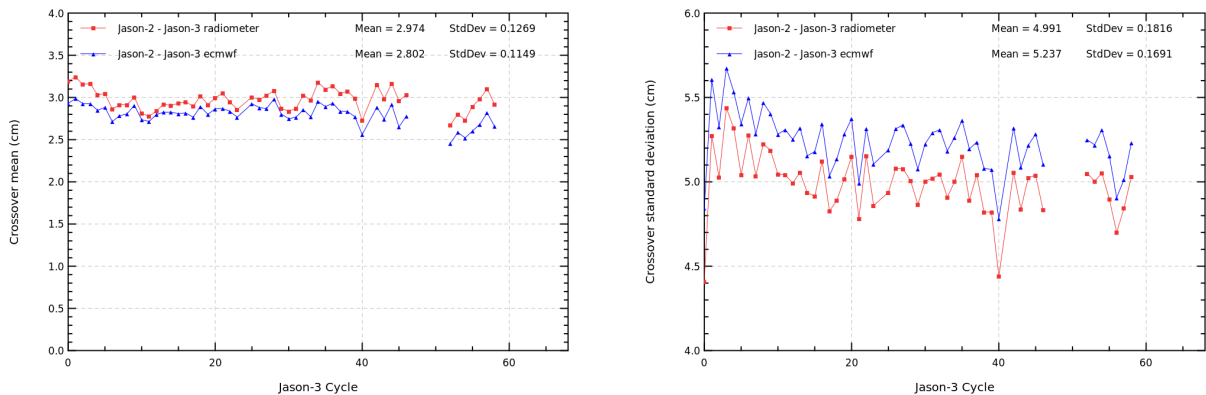 Jason-2 - Jason-3 radiometer Mean = 2.974 StdDev = 0.1269
Jason-2 - Jason-3 ecmwf Mean = 2.802 StdDev = 0.1149
4.0
3.5
3.0
2.5
2.0
1.5
1.0
0.5
0.0
Crossover mean (cm)
0 20 40 60
Jason-3 Cycle
Jason-2 - Jason-3 radiometer Mean = 4.991 StdDev = 0.1816
Jason-2 - Jason-3 ecmwf Mean = 5.237 StdDev = 0.1691
6.0
5.5
5.0
4.5
4.0
Crossover standard deviation (cm)
0 20 40 60
Jason-3 Cycle